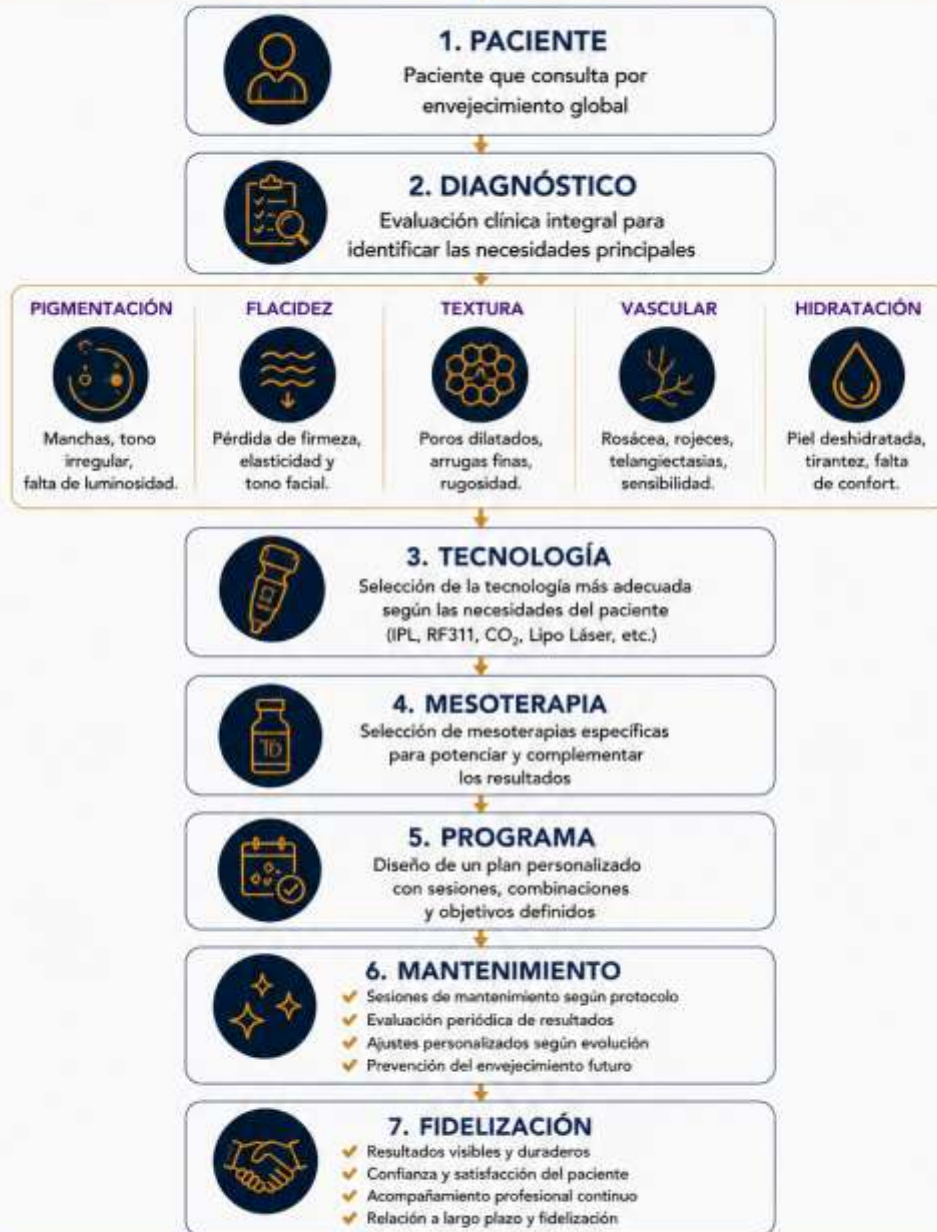 1. PACIENTE
Paciente que consulta por
envejecimiento global
2. DIAGNÓSTICO
Evaluación clínica integral para
identificar las necesidades principales
PIGMENTACIÓN
Manchas, tono
irregular,
falta de luminosidad.
FLACIDEZ
Pérdida de firmeza,
elasticidad y
tono facial.
TEXTURA
Poros dilatados,
arrugas finas,
rugosidad.
VASCULAR
Rosácea, rojeces,
telangiectasias,
sensibilidad.
HIDRATACIÓN
Piel deshidratada,
tirantez, falta
de confort.
3. TECNOLOGÍA
Selección de la tecnología más adecuada
según las necesidades del paciente
(IPL, RF311, CO₂, Lipo Láser, etc.)
4. MESOTERAPIA
Selección de mesoterapias específicas
para potenciar y complementar
los resultados
5. PROGRAMA
Diseño de un plan personalizado
con sesiones, combinaciones
y objetivos definidos
6. MANTENIMIENTO
✔ Sesiones de mantenimiento según protocolo
✔ Evaluación periódica de resultados
✔ Ajustes personalizados según evolución
✔ Prevención del envejecimiento futuro
7. FIDELIZACIÓN
✔ Resultados visibles y duraderos
✔ Confianza y satisfacción del paciente
✔ Acompañamiento profesional continuo
✔ Relación a largo plazo y fidelización